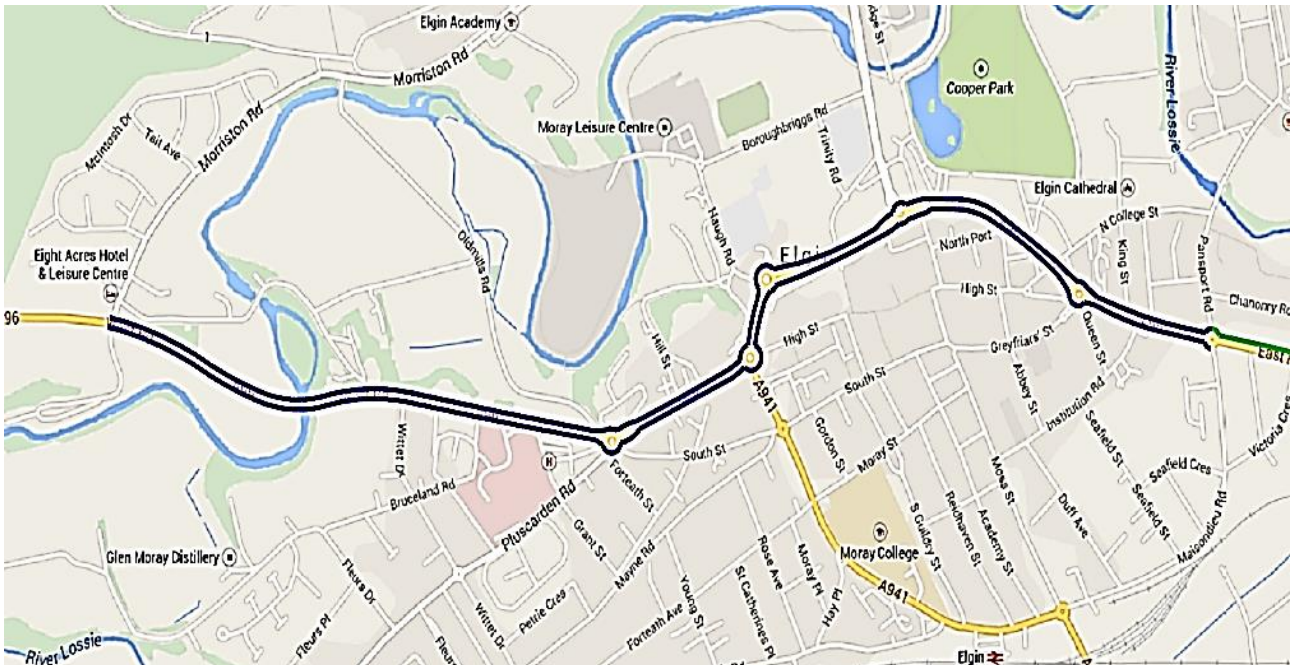 Elgin Academy
Morriston Rd
Cooper Park
River Lossie
McIntosh Dr
Tait Ave
Morriston Rd
Moray Leisure Centre
Boroughbriggs Rd
Trinity Rd
Elgin Cathedral
N College St
Haugh Rd
North Port
King St
Pansport Rd
Eight Acres Hotel
& Leisure Centre
Oldmills Rd
High St
Chanonry Rd
96
Hill St
High St
Greyfriars' St
Queen St
A941
South St
Abbey St
Institution Rd
Victoria Cres
Wittet Dr
South St
Gordon St
Moray St
Seafield St
Seafield Cres
H
Forteath St
Bruceland Rd
Pluscarden Rd
Moss St
Seafield St
Glen Moray Distillery
Grant St
Mayne Rd
Rose Ave
Moray College
S Guildry St
Reidhaven St
Academy St
Duff Ave
Maisondieu Rd
Fleurs Dr
Young St
St Catherines Pl
Moray Pl
Hay Pl
A941
Fleurs Pl
Wittet Dr
Petrie Cres
Forteath Ave
River Lossie
Elgin